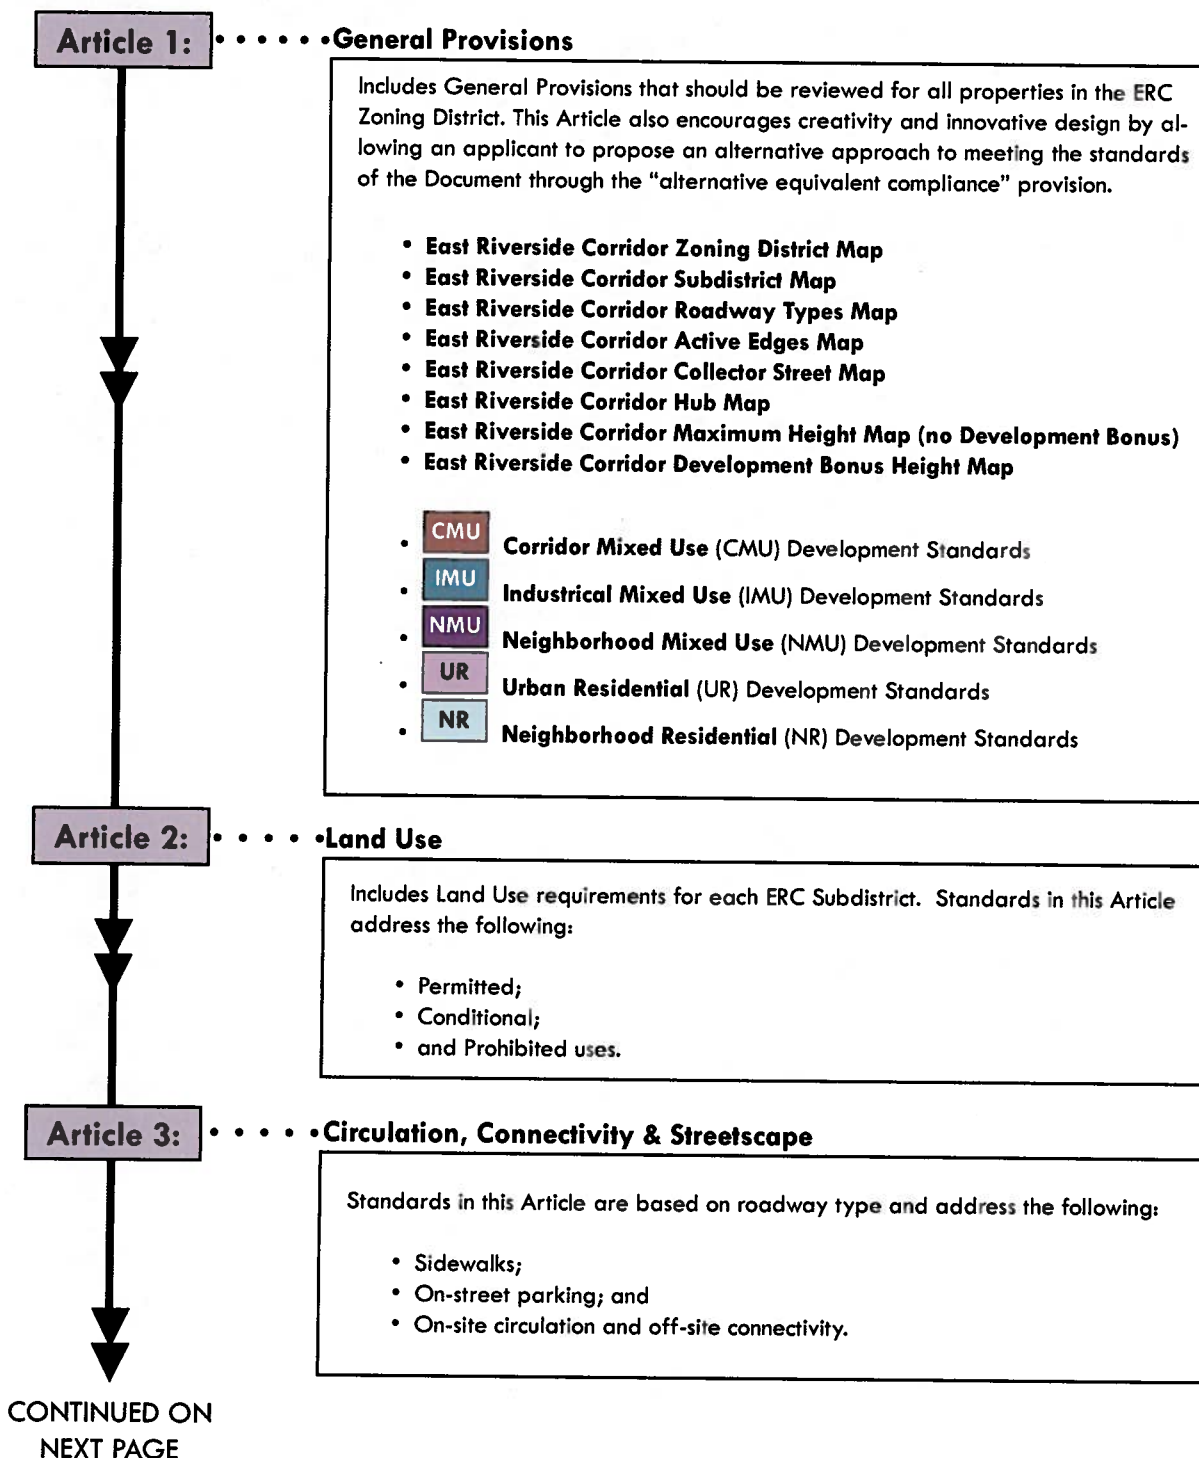 Article 1: • • • • • •General Provisions
Includes General Provisions that should be reviewed for all properties in the ERC
Zoning District. This Article also encourages creativity and innovative design by al-
lowing an applicant to propose an alternative approach to meeting the standards
of the Document through the “alternative equivalent compliance” provision.
• East Riverside Corridor Zoning District Map
• East Riverside Corridor Subdistrict Map
• East Riverside Corridor Roadway Types Map
• East Riverside Corridor Active Edges Map
• East Riverside Corridor Collector Street Map
• East Riverside Corridor Hub Map
• East Riverside Corridor Maximum Height Map (no Development Bonus)
• East Riverside Corridor Development Bonus Height Map
• CMU Corridor Mixed Use (CMU) Development Standards
• IMU Industrical Mixed Use (IMU) Development Standards
• NMU Neighborhood Mixed Use (NMU) Development Standards
• UR Urban Residential (UR) Development Standards
• NR Neighborhood Residential (NR) Development Standards
Article 2: • • • • •Land Use
Includes Land Use requirements for each ERC Subdistrict. Standards in this Article
address the following:
• Permitted;
• Conditional;
• and Prohibited uses.
Article 3: • • • • •Circulation, Connectivity & Streetscape
Standards in this Article are based on roadway type and address the following:
• Sidewalks;
• On-street parking; and
• On-site circulation and off-site connectivity.
CONTINUED ON
NEXT PAGE